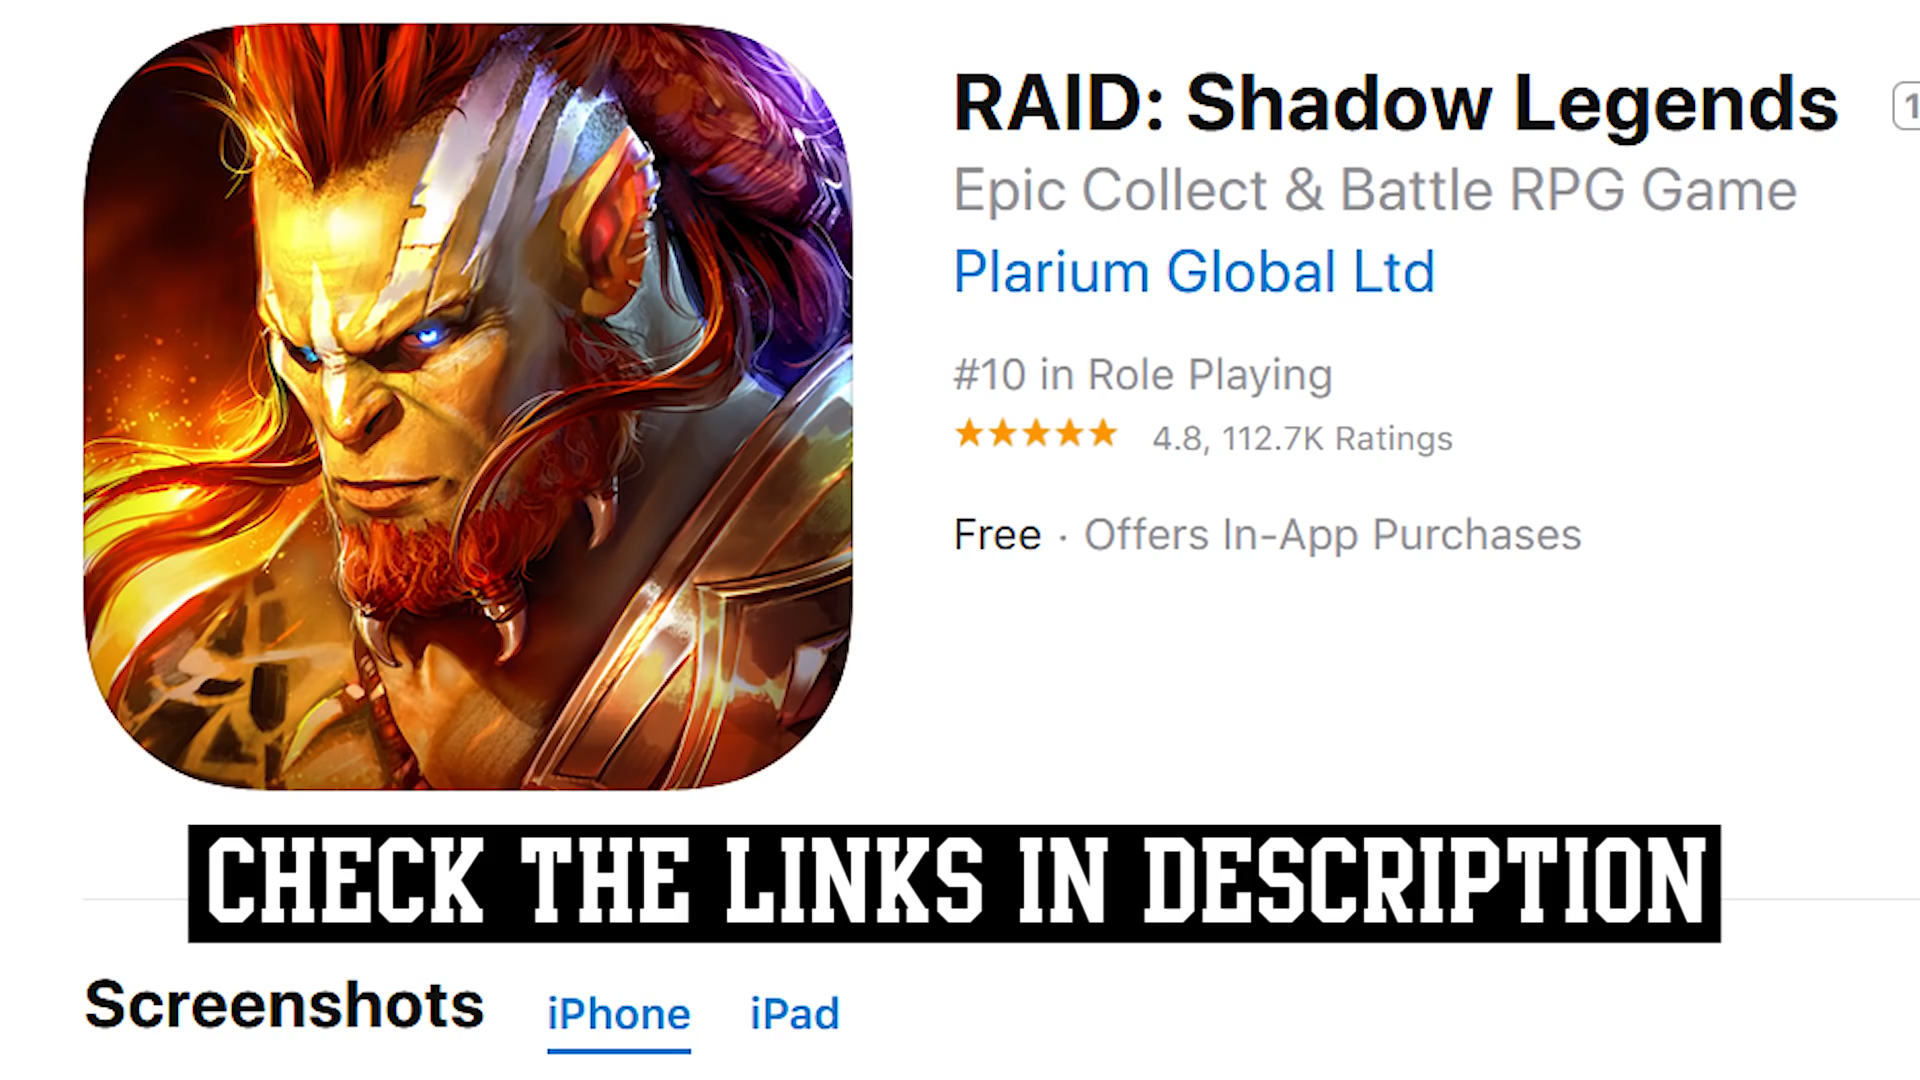 RAID: Shadow Legends
Epic Collect & Battle RPG Game
Plarium Global Ltd
#10 in Role Playing
4.8, 112.7K Ratings
Free · Offers In-App Purchases
CHECK THE LINKS IN DESCRIPTION
Screenshots iPhone iPad